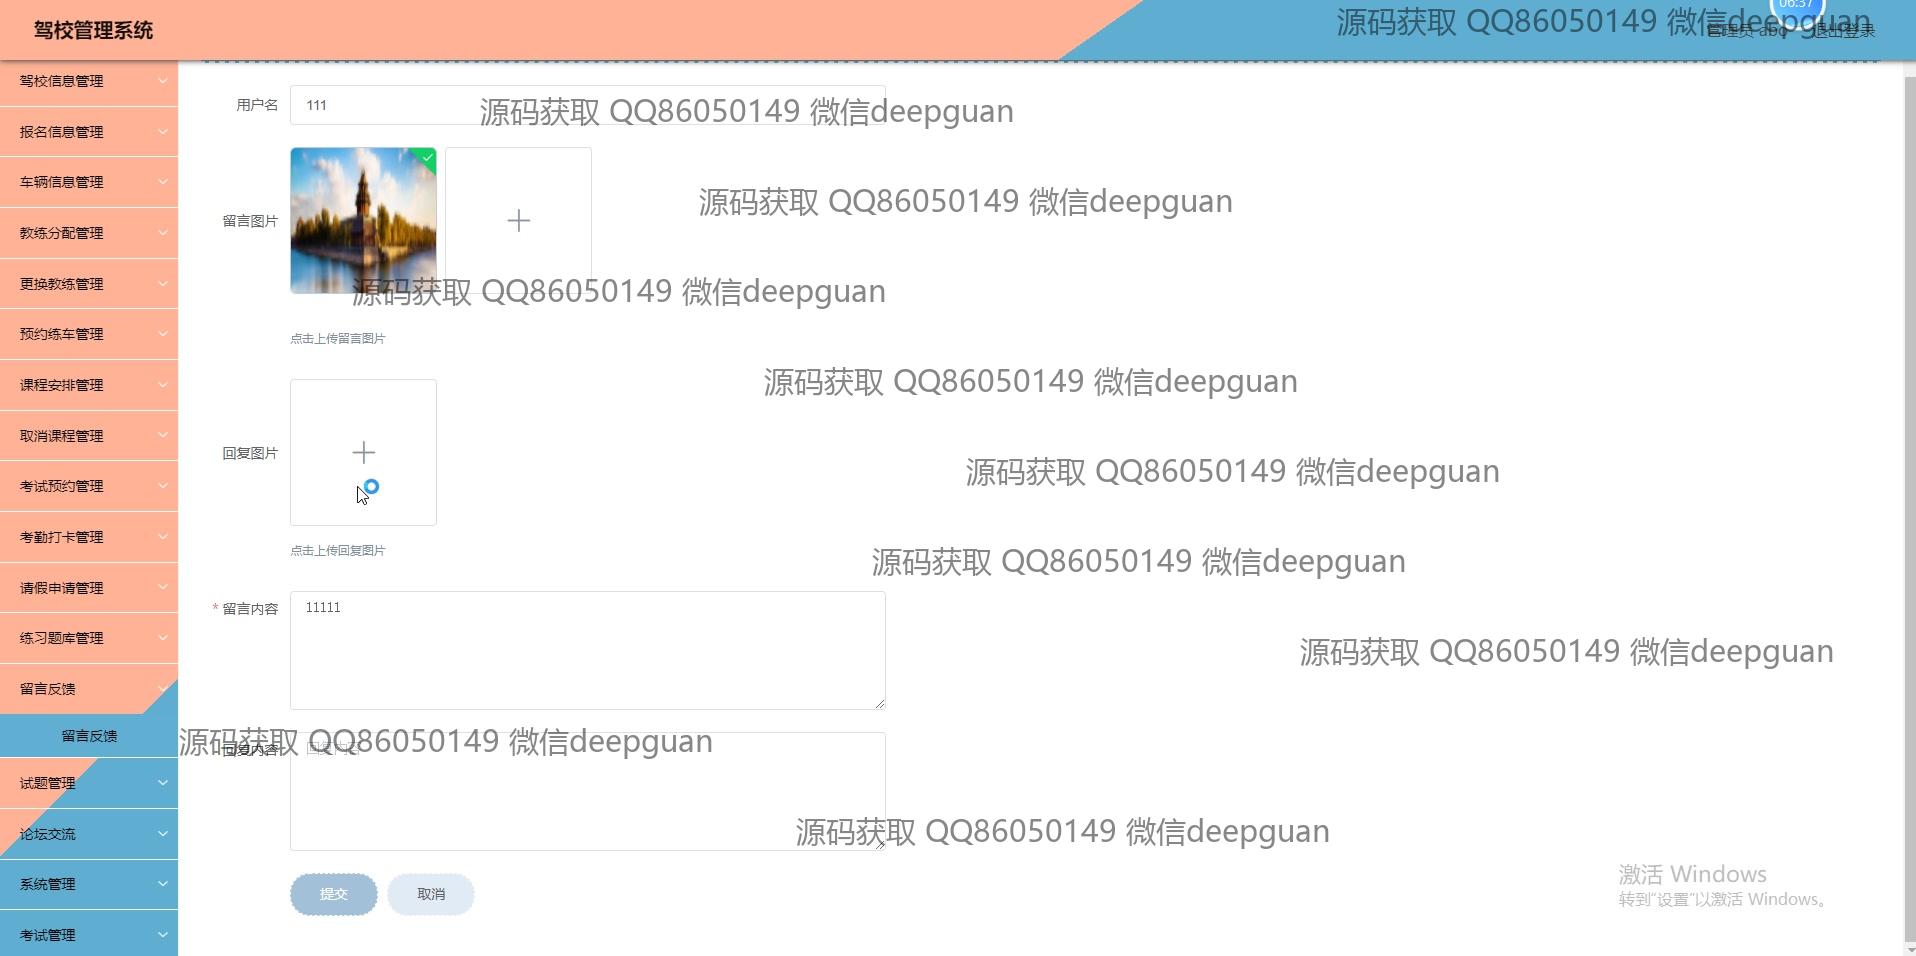 驾校管理系统
源码获取 QQ86050149 微信deepguan
06:37
管理员 abo
退出登录
驾校信息管理
报名信息管理
车辆信息管理
教练分配管理
更换教练管理
预约练车管理
课程安排管理
取消课程管理
考试预约管理
考勤打卡管理
请假申请管理
练习题库管理
留言反馈
留言反馈
试题管理
论坛交流
系统管理
考试管理
用户名
111
源码获取 QQ86050149 微信deepguan
源码获取 QQ86050149 微信deepguan
留言图片
源码获取 QQ86050149 微信deepguan
点击上传留言图片
源码获取 QQ86050149 微信deepguan
回复图片
源码获取 QQ86050149 微信deepguan
点击上传回复图片
源码获取 QQ86050149 微信deepguan
* 留言内容
11111
源码获取 QQ86050149 微信deepguan
源码获取 QQ86050149 微信deepguan
回复内容
回复内容
源码获取 QQ86050149 微信deepguan
提交
取消
激活 Windows
转到"设置"以激活 Windows。